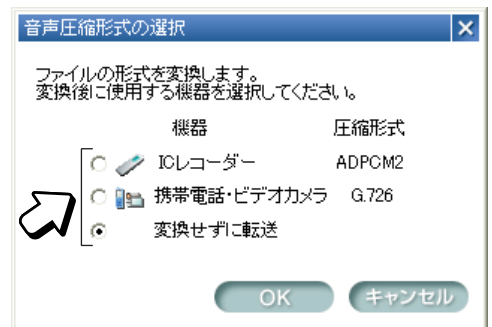 音声圧縮形式の選択
ファイルの形式を変換します。
変換後に使用する機器を選択してください。
機器 圧縮形式
ICレコーダー ADPCM2
携帯電話・ビデオカメラ G.726
変換せずに転送
OK キャンセル